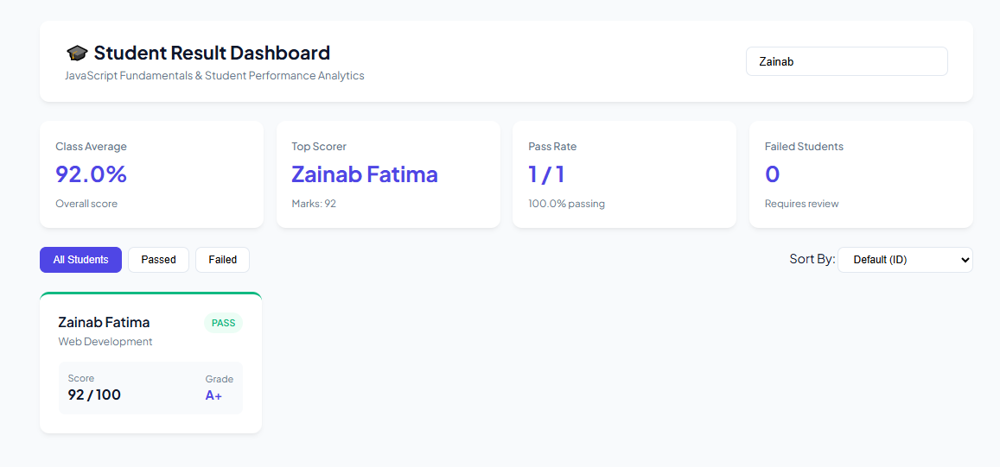 🎓 Student Result Dashboard
JavaScript Fundamentals & Student Performance Analytics
Zainab
Class Average
92.0%
Overall score
Top Scorer
Zainab Fatima
Marks: 92
Pass Rate
1 / 1
100.0% passing
Failed Students
0
Requires review
All Students
Passed
Failed
Sort By: Default (ID)
Zainab Fatima
PASS
Web Development
Score
92 / 100
Grade
A+